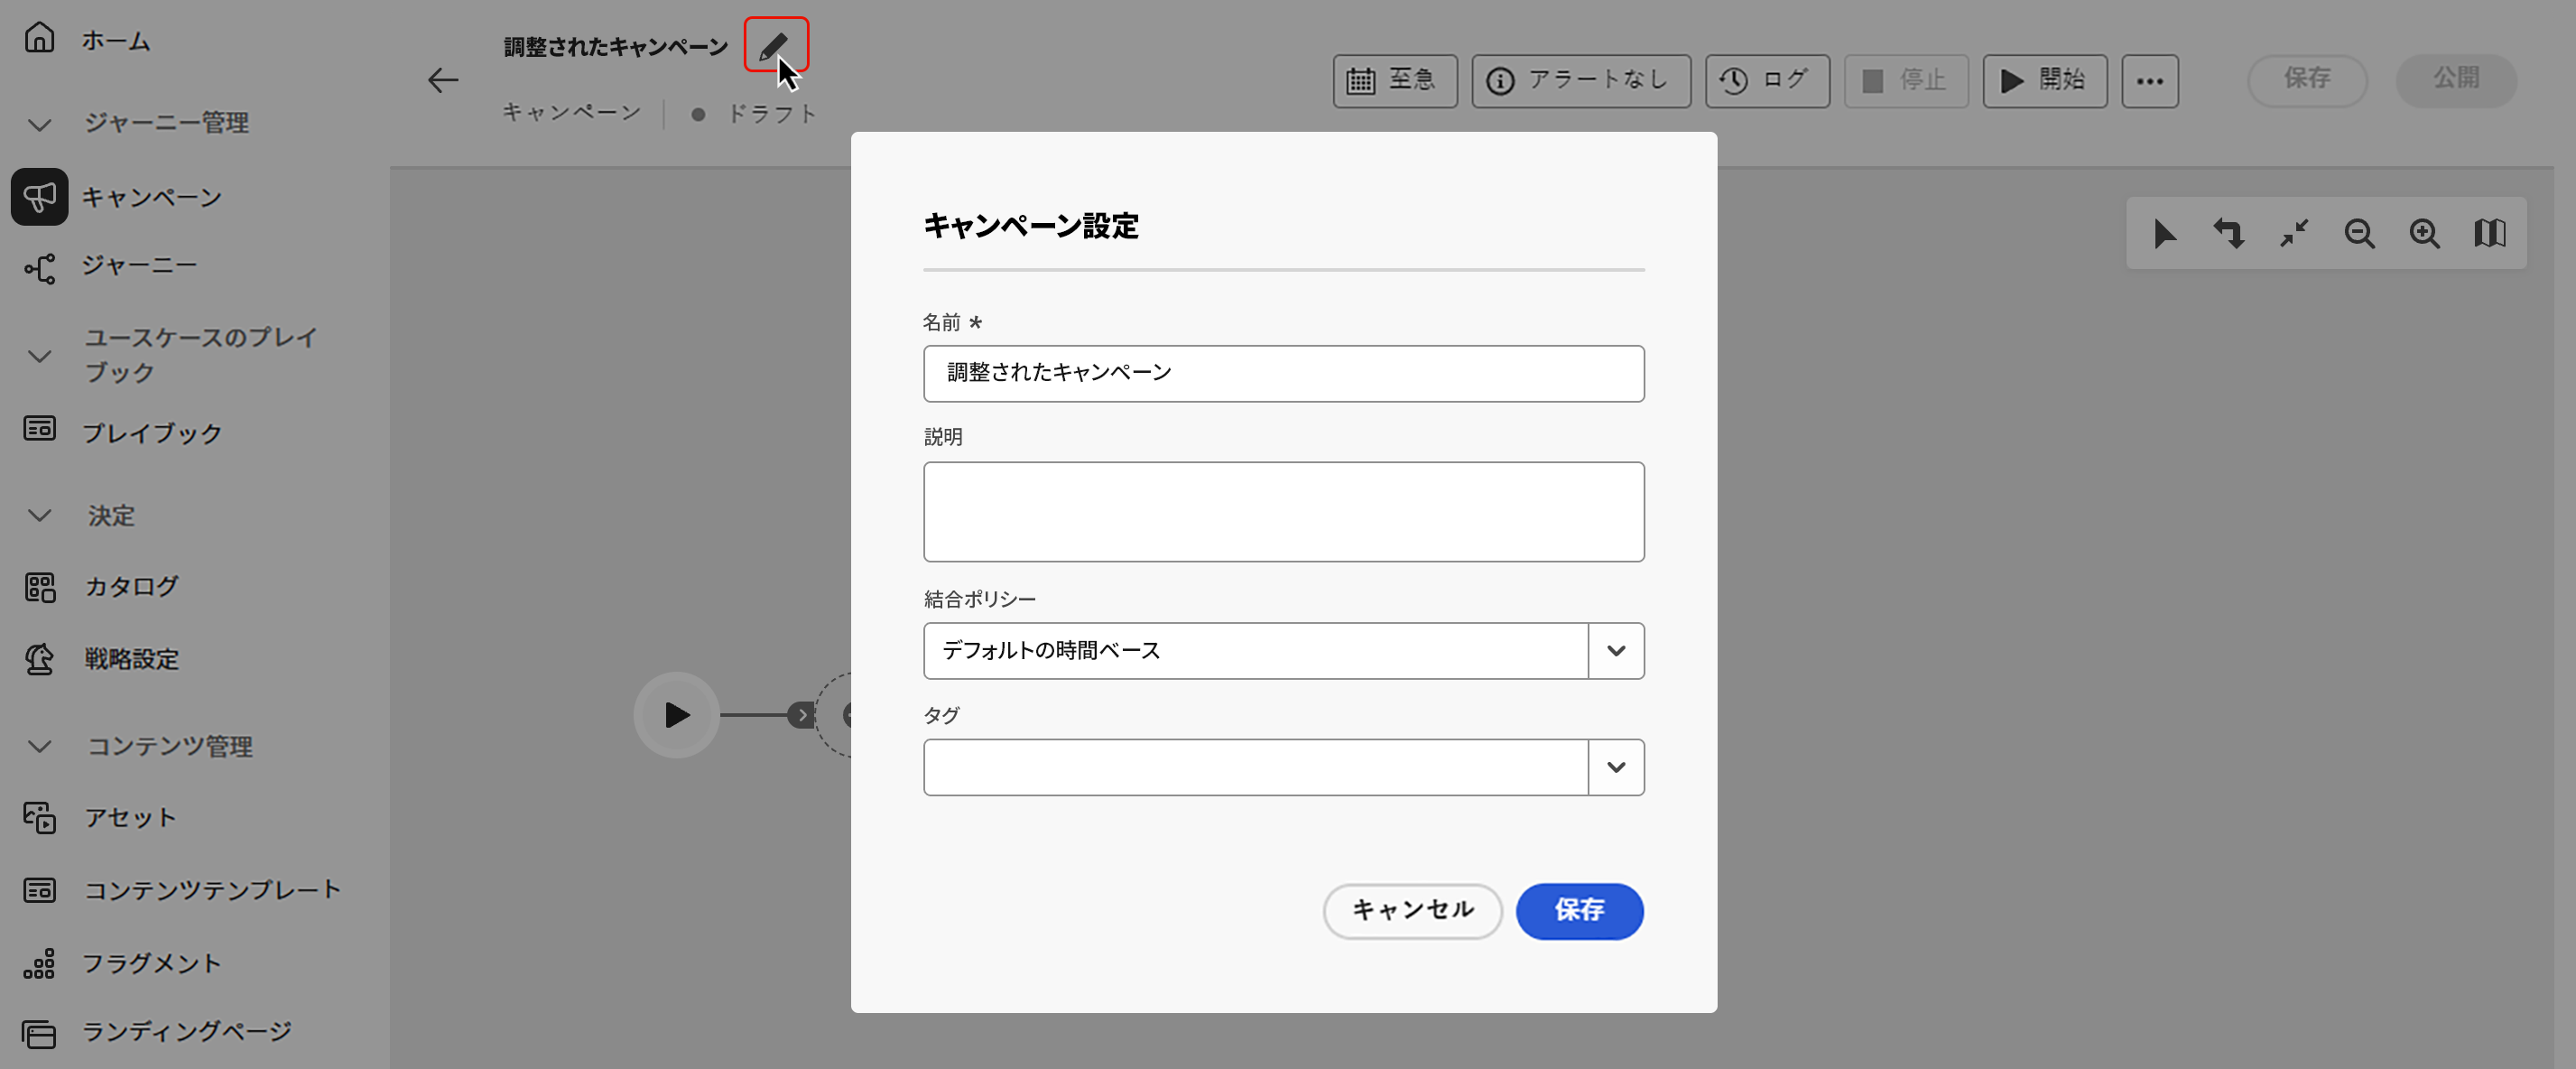 ホーム
ジャーニー管理
キャンペーン
ジャーニー
ユースケースのプレイ
ブック
プレイブック
決定
カタログ
戦略設定
コンテンツ管理
アセット
コンテンツテンプレート
フラグメント
ランディングページ
調整されたキャンペーン
キャンペーン
ドラフト
至急
アラートなし
ログ
停止
開始
保存
公開
キャンペーン設定
名前 *
調整されたキャンペーン
説明
結合ポリシー
デフォルトの時間ベース
タグ
キャンセル
保存